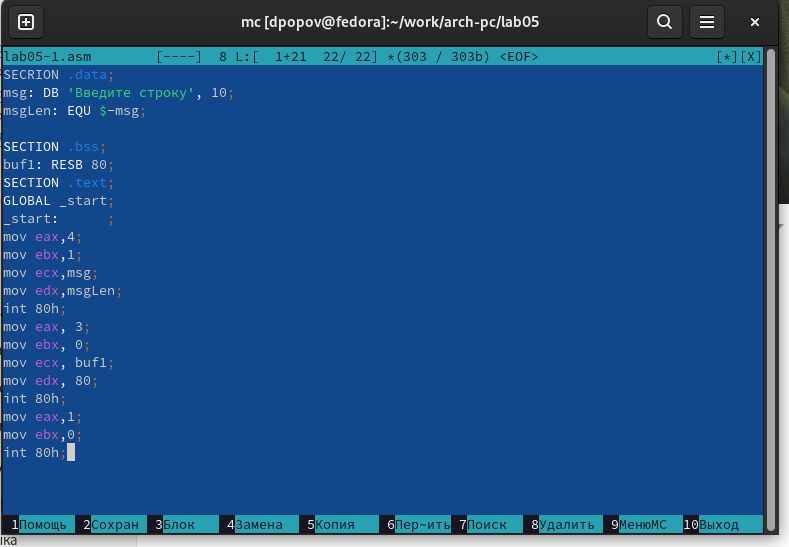 mc [dpopov@fedora]:~/work/arch-pc/lab05
lab05-1.asm [----] 8 L:[ 1+21 22/ 22] *(303 / 303b) <EOF> [*][X]
SECRION .data;
msg: DB 'Введите строку', 10;
msgLen: EQU $-msg;
SECTION .bss;
buf1: RESB 80;
SECTION .text;
GLOBAL _start;
_start: ;
mov eax,4;
mov ebx,1;
mov ecx,msg;
mov edx,msgLen;
int 80h;
mov eax, 3;
mov ebx, 0;
mov ecx, buf1;
mov edx, 80;
int 80h;
mov eax,1;
mov ebx,0;
int 80h;
1Помощь 2Сохран 3Блок 4Замена 5Копия 6Пер~ить 7Поиск 8Удалить 9МенюMC 10Выход